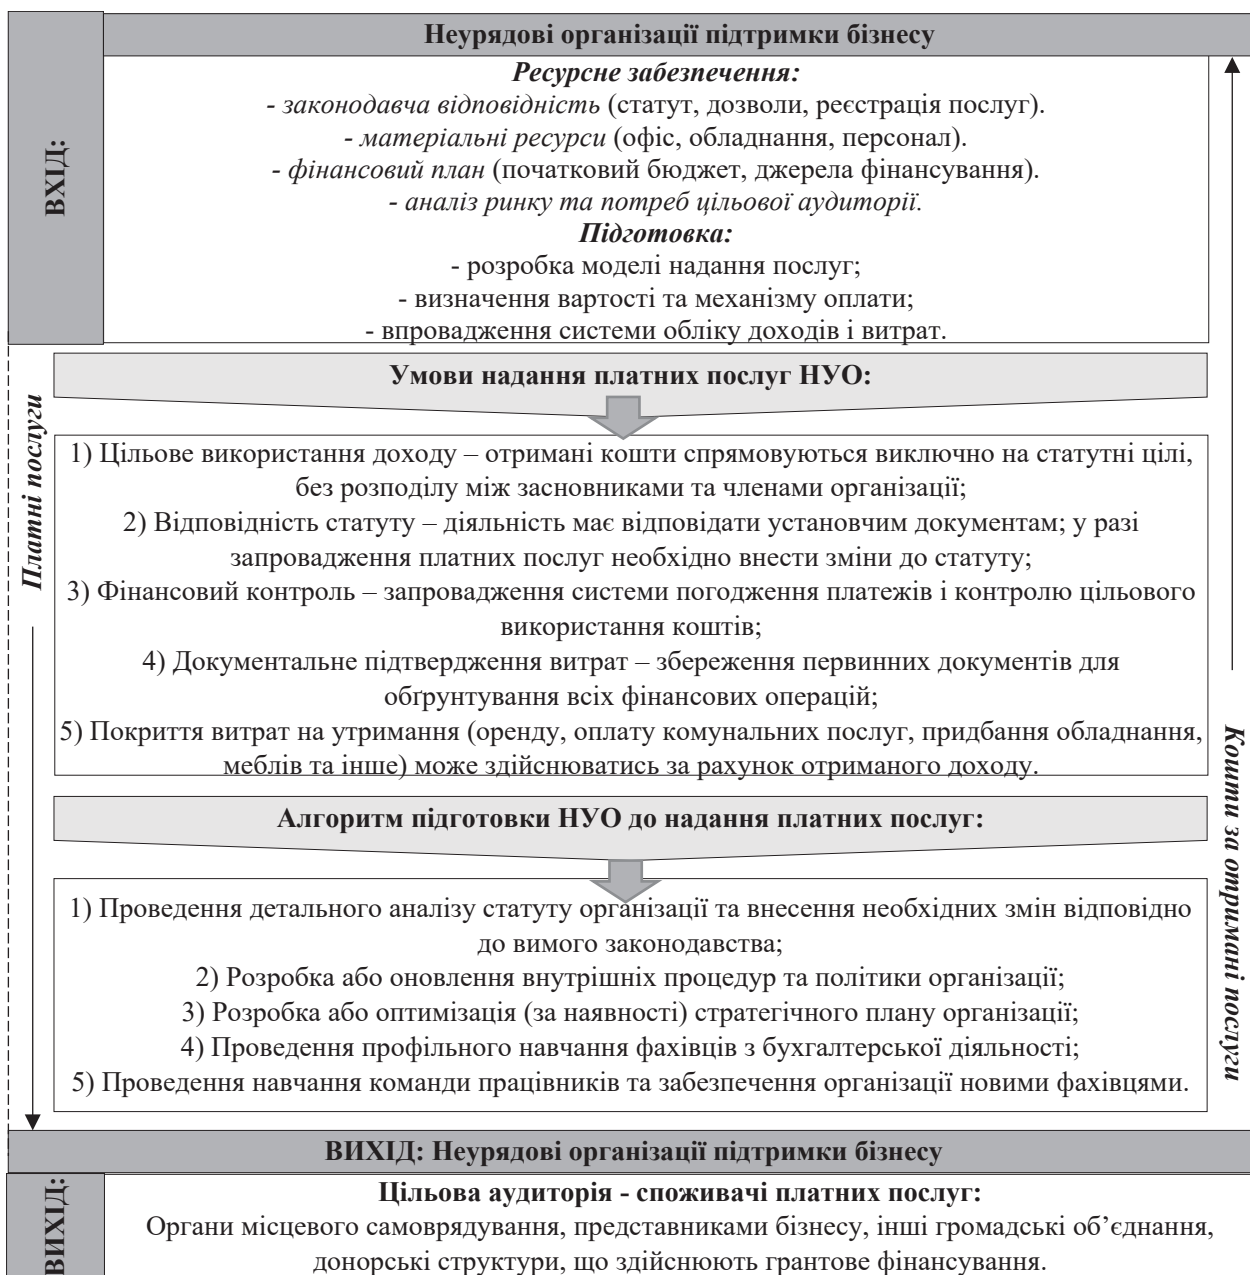 Неурядові організації підтримки бізнесу
ВХІД:
Ресурсне забезпечення:
- законодавча відповідність (статут, дозволи, реєстрація послуг).
- матеріальні ресурси (офіс, обладнання, персонал).
- фінансовий план (початковий бюджет, джерела фінансування).
- аналіз ринку та потреб цільової аудиторії.
Підготовка:
- розробка моделі надання послуг;
- визначення вартості та механізму оплати;
- впровадження системи обліку доходів і витрат.
Платні послуги
Умови надання платних послуг НУО:
1) Цільове використання доходу – отримані кошти спрямовуються виключно на статутні цілі,
без розподілу між засновниками та членами організації;
2) Відповідність статуту – діяльність має відповідати установчим документам; у разі
запровадження платних послуг необхідно внести зміни до статуту;
3) Фінансовий контроль – запровадження системи погодження платежів і контролю цільового
використання коштів;
4) Документальне підтвердження витрат – збереження первинних документів для
обґрунтування всіх фінансових операцій;
5) Покриття витрат на утримання (оренду, оплату комунальних послуг, придбання обладнання,
меблів та інше) може здійснюватись за рахунок отриманого доходу.
Кошти за отримані послуги
Алгоритм підготовки НУО до надання платних послуг:
1) Проведення детального аналізу статуту організації та внесення необхідних змін відповідно
до вимого законодавства;
2) Розробка або оновлення внутрішніх процедур та політики організації;
3) Розробка або оптимізація (за наявності) стратегічного плану організації;
4) Проведення профільного навчання фахівців з бухгалтерської діяльності;
5) Проведення навчання команди працівників та забезпечення організації новими фахівцями.
ВИХІД: Неурядові організації підтримки бізнесу
ВИХІД:
Цільова аудиторія - споживачі платних послуг:
Органи місцевого самоврядування, представниками бізнесу, інші громадські об’єднання,
донорські структури, що здійснюють грантове фінансування.